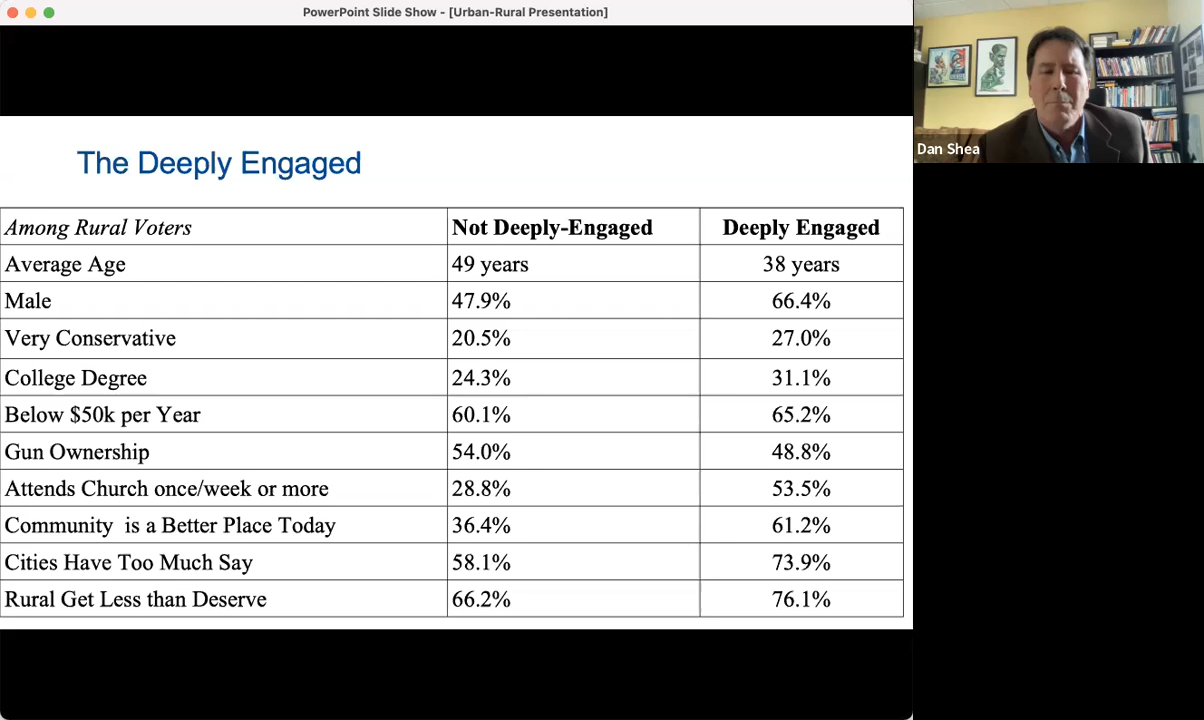 PowerPoint Slide Show - [Urban-Rural Presentation]
Dan Shea
The Deeply Engaged
Among Rural Voters Not Deeply-Engaged Deeply Engaged
Average Age 49 years 38 years
Male 47.9% 66.4%
Very Conservative 20.5% 27.0%
College Degree 24.3% 31.1%
Below $50k per Year 60.1% 65.2%
Gun Ownership 54.0% 48.8%
Attends Church once/week or more 28.8% 53.5%
Community  is a Better Place Today 36.4% 61.2%
Cities Have Too Much Say 58.1% 73.9%
Rural Get Less than Deserve 66.2% 76.1%